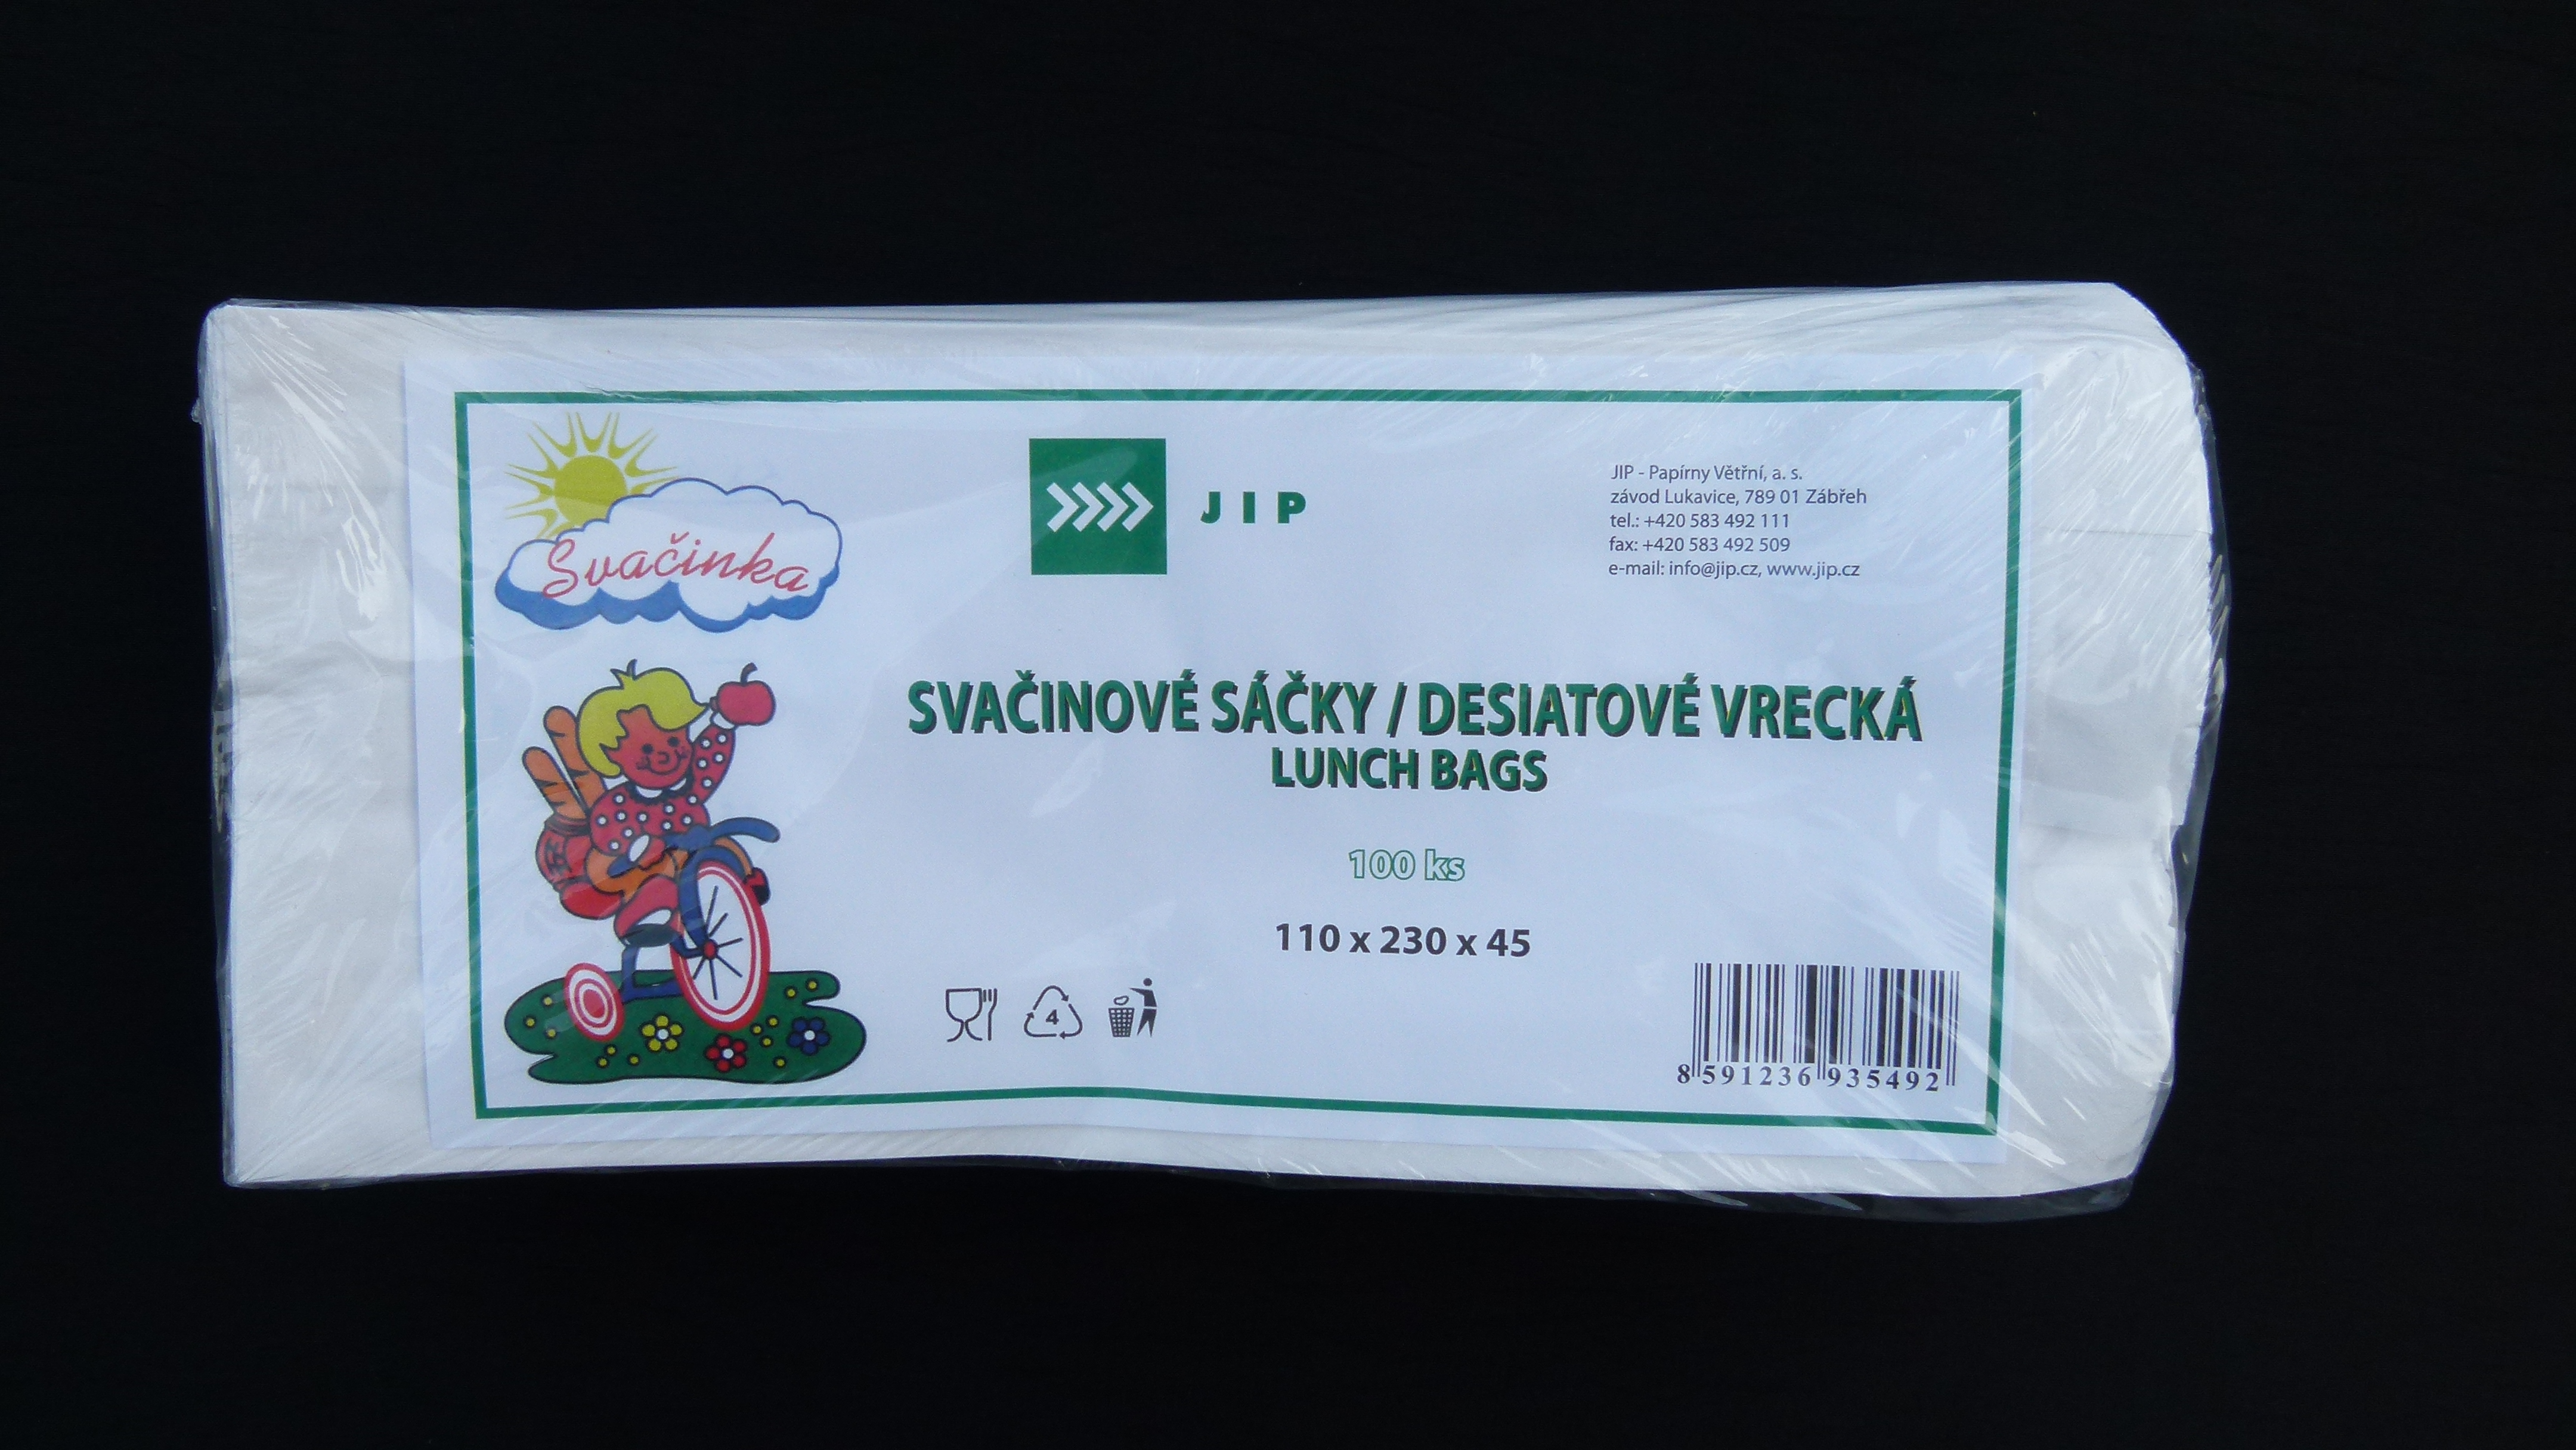 Svačinka
JIP
JIP - Papírny Větřní, a. s.
závod Lukavice, 789 01 Zábřeh
tel.: +420 583 492 111
fax: +420 583 492 509
e-mail: info@jip.cz, www.jip.cz
SVAČINOVÉ SÁČKY / DESIATOVÉ VRECKÁ
LUNCH BAGS
100 ks
110 x 230 x 45
4
8 591236 935492